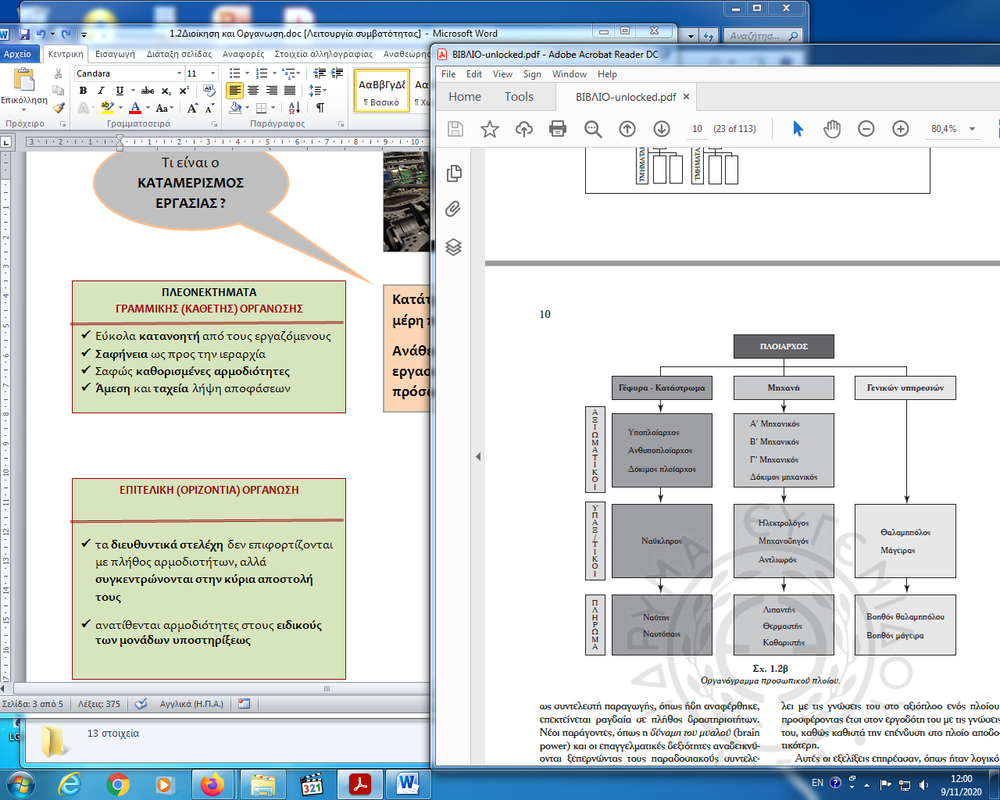 1.2Διοίκηση και Οργανωση.doc [Λειτουργία συμβατότητας] - Microsoft Word
Αναζήτησ...
Αρχείο
Κεντρική
Εισαγωγή
Διάταξη σελίδας
Αναφορές
Στοιχεία αλληλογραφίας
Αναθεώρησ
Candara
11
ΑαΒβΓγΔδ
¶ Βασικό
Επικόλληση
Πρόχειρο
Γραμματοσειρά
Παράγραφος
Τι είναι ο
ΚΑΤΑΜΕΡΙΣΜΟΣ
ΕΡΓΑΣΙΑΣ ?
ΠΛΕΟΝΕΚΤΗΜΑΤΑ
ΓΡΑΜΜΙΚΗΣ (ΚΑΘΕΤΗΣ) ΟΡΓΑΝΩΣΗΣ
Εύκολα κατανοητή από τους εργαζόμενους
Σαφήνεια ως προς την ιεραρχία
Σαφώς καθορισμένες αρμοδιότητες
Άμεση και ταχεία λήψη αποφάσεων
Κατάτ
μέρη π
Ανάθε
εργασ
πρόσω
ΕΠΙΤΕΛΙΚΗ (ΟΡΙΖΟΝΤΙΑ) ΟΡΓΑΝΩΣΗ
τα διευθυντικά στελέχη δεν επιφορτίζονται
με πλήθος αρμοδιοτήτων, αλλά
συγκεντρώνονται στην κύρια αποστολή
τους
ανατίθενται αρμοδιότητες στους ειδικούς
των μονάδων υποστηρίξεως
Σελίδα: 3 από 5
Λέξεις: 375
Αγγλικά (Η.Π.Α.)
13 στοιχεία
LG
ΒΙΒΛΙΟ-unlocked.pdf - Adobe Acrobat Reader DC
File Edit View Sign Window Help
Home
Tools
ΒΙΒΛΙΟ-unlocked.pdf
10 (23 of 113)
80,4%
ΤΜΗΜΑΤΑ
ΤΜΗΜΑΤΑ
10
ΠΛΟΙΑΡΧΟΣ
Γέφυρα - Κατάστρωμα
Μηχανή
Γενικών υπηρεσιών
ΑΞΙΩΜΑΤΙΚΟΙ
Υποπλοίαρχος
Ανθυποπλοίαρχος
Δόκιμος πλοίαρχος
Α′ Μηχανικός
Β′ Μηχανικός
Γ′ Μηχανικός
Δόκιμος μηχανικός
ΥΠΑΞ/ΤΙΚΟΙ
Ναύκληρος
Ηλεκτρολόγος
Μηχανοδηγός
Αντλιωρός
Θαλαμηπόλος
Μάγειρας
ΠΛΗΡΩΜΑ
Ναύτης
Ναυτόπαις
Λιπαντής
Θερμαστής
Καθαριστής
Βοηθός θαλαμηπόλου
Βοηθός μάγειρα
ΙΔΡΥΜΑ ΕΥΓΕΝΙΔΟΥ
Σχ. 1.2β
Οργανόγραμμα προσωπικού πλοίου.
ως συντελεστή παραγωγής, όπως ήδη αναφέρθηκε,
επεκτείνεται ραγδαία σε πλήθος δραστηριοτήτων.
Νέοι παράγοντες, όπως η δύναμη του μυαλού (brain
power) και οι επαγγελματικές δεξιότητες αναδεικνύ-
ονται ξεπερνώντας τους παραδοσιακούς συντελε-
λει με τις γνώσεις του στο αξιόπλοο ενός πλοίου,
προσφέροντας έτσι στον εργοδότη του με τις γνώσεις
του, καθώς καθιστά την επένδυση στο πλοίο αποδο-
τικότερη.
Αυτές οι εξελίξεις επηρέασαν, όπως ήταν λογικό
EN
12:00
9/11/2020